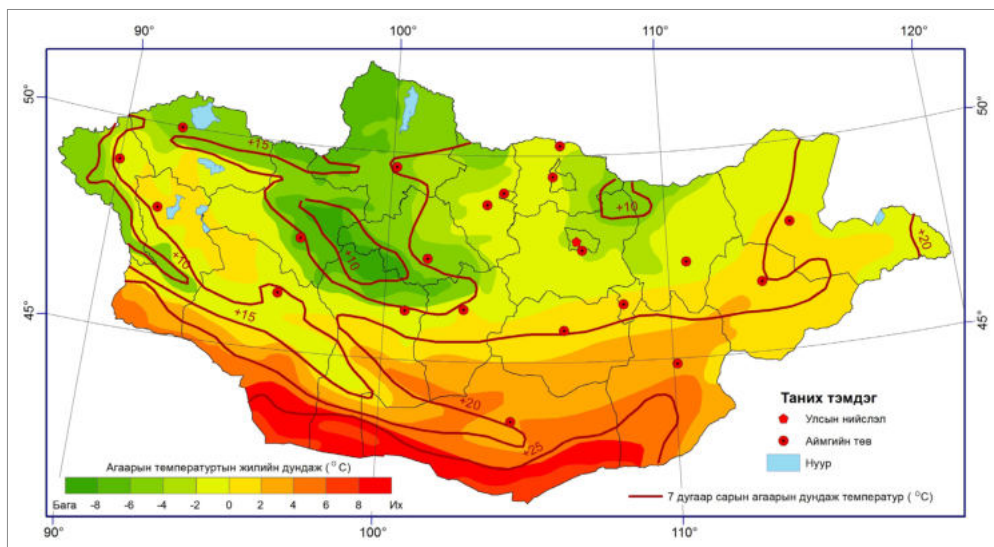 90° 100° 110° 120°
50° 50°
+15
+10
+10
+20
+10
45° 45°
+15
+20
+25
Таних тэмдэг
Улсын нийслэл
Аймгийн төв
Нуур
Агаарын температуртын жилийн дундаж ( °C)
Бага -8 -6 -4 -2 0 2 4 6 8 Их
7 дугаар сарын агаарын дундаж температур ( °C)
90° 100° 110°